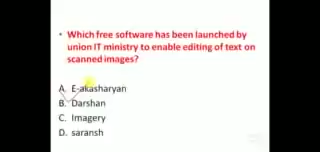 • Which free software has been launched by
union IT ministry to enable editing of text on
scanned images?
A. E-aksharyan
B. Darshan
C. Imagery
D. saransh